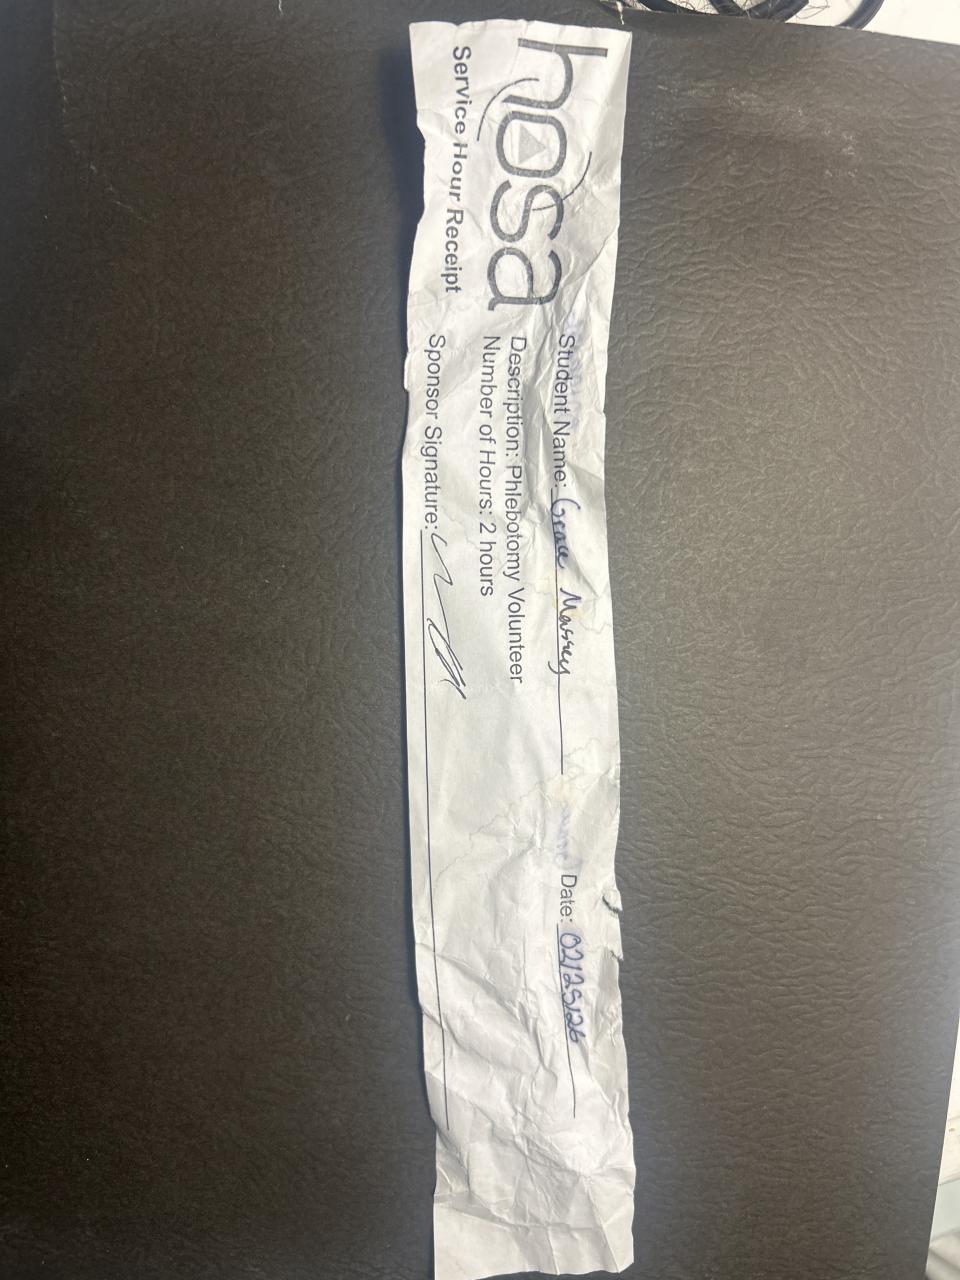 hosa
Service Hour Receipt
Student Name: Grace Massey Date: 02/25/26
Description: Phlebotomy Volunteer
Number of Hours: 2 hours
Sponsor Signature: